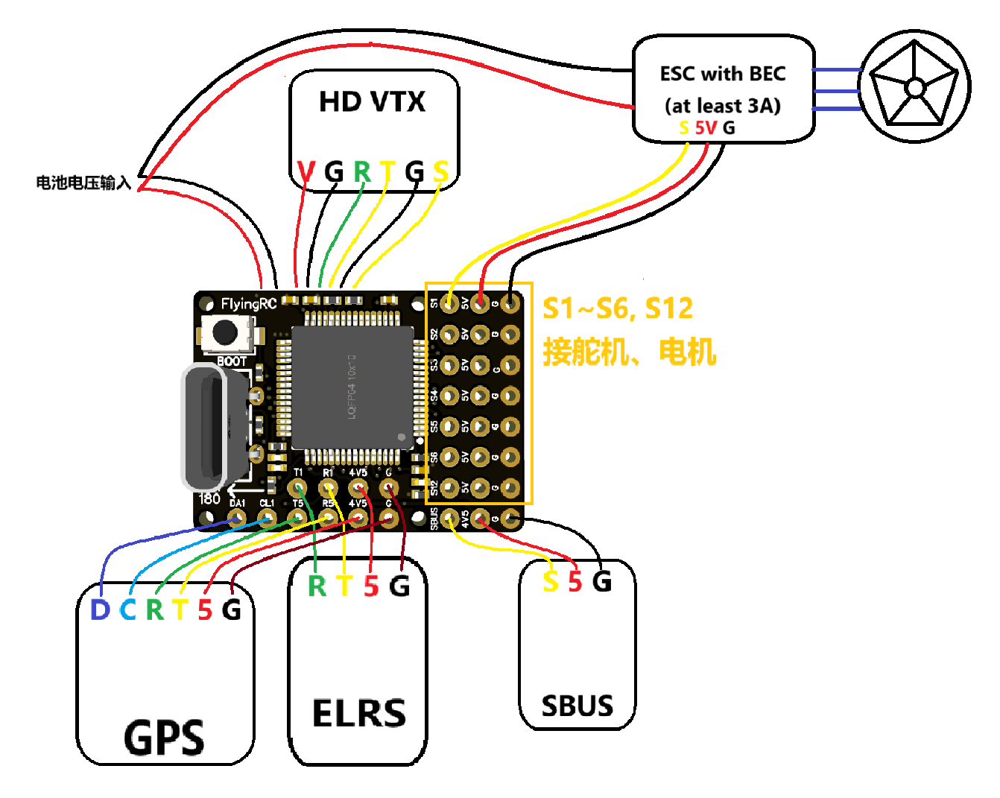 ESC with BEC
(at least 3A)
S 5V G
HD VTX
V G R T G S
电池电压输入
FlyingRC
BOOT
LQFP64 10x10
180
S1 5V G
S2 5V G
S3 5V G
S4 5V G
S5 5V G
S6 5V G
S12 5V G
SBUS 4V5 G
S1~S6, S12
接舵机、电机
T1 R1 4V5 G
DA1 CL1 T5 R5 4V5 G
D C R T 5 G
GPS
R T 5 G
ELRS
S 5 G
SBUS